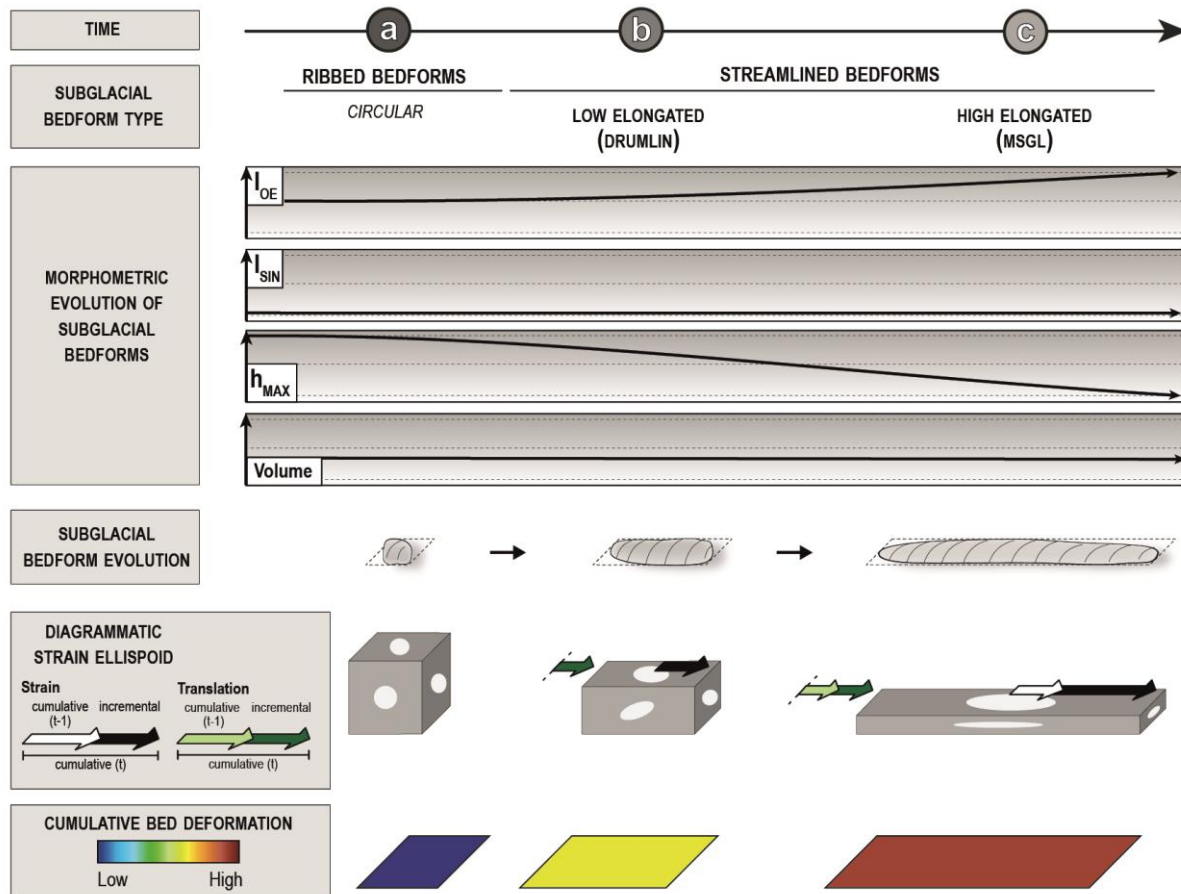 TIME
a
b
c
SUBGLACIAL
BEDFORM TYPE
RIBBED BEDFORMS
STREAMLINED BEDFORMS
CIRCULAR
LOW ELONGATED
(DRUMLIN)
HIGH ELONGATED
(MSGL)
MORPHOMETRIC
EVOLUTION OF
SUBGLACIAL
BEDFORMS
IOE
ISIN
hMAX
Volume
SUBGLACIAL
BEDFORM EVOLUTION
DIAGRAMMATIC
STRAIN ELLISPOID
Strain
Translation
cumulative incremental
(t-1)
cumulative incremental
(t-1)
cumulative (t)
cumulative (t)
CUMULATIVE BED DEFORMATION
Low
High